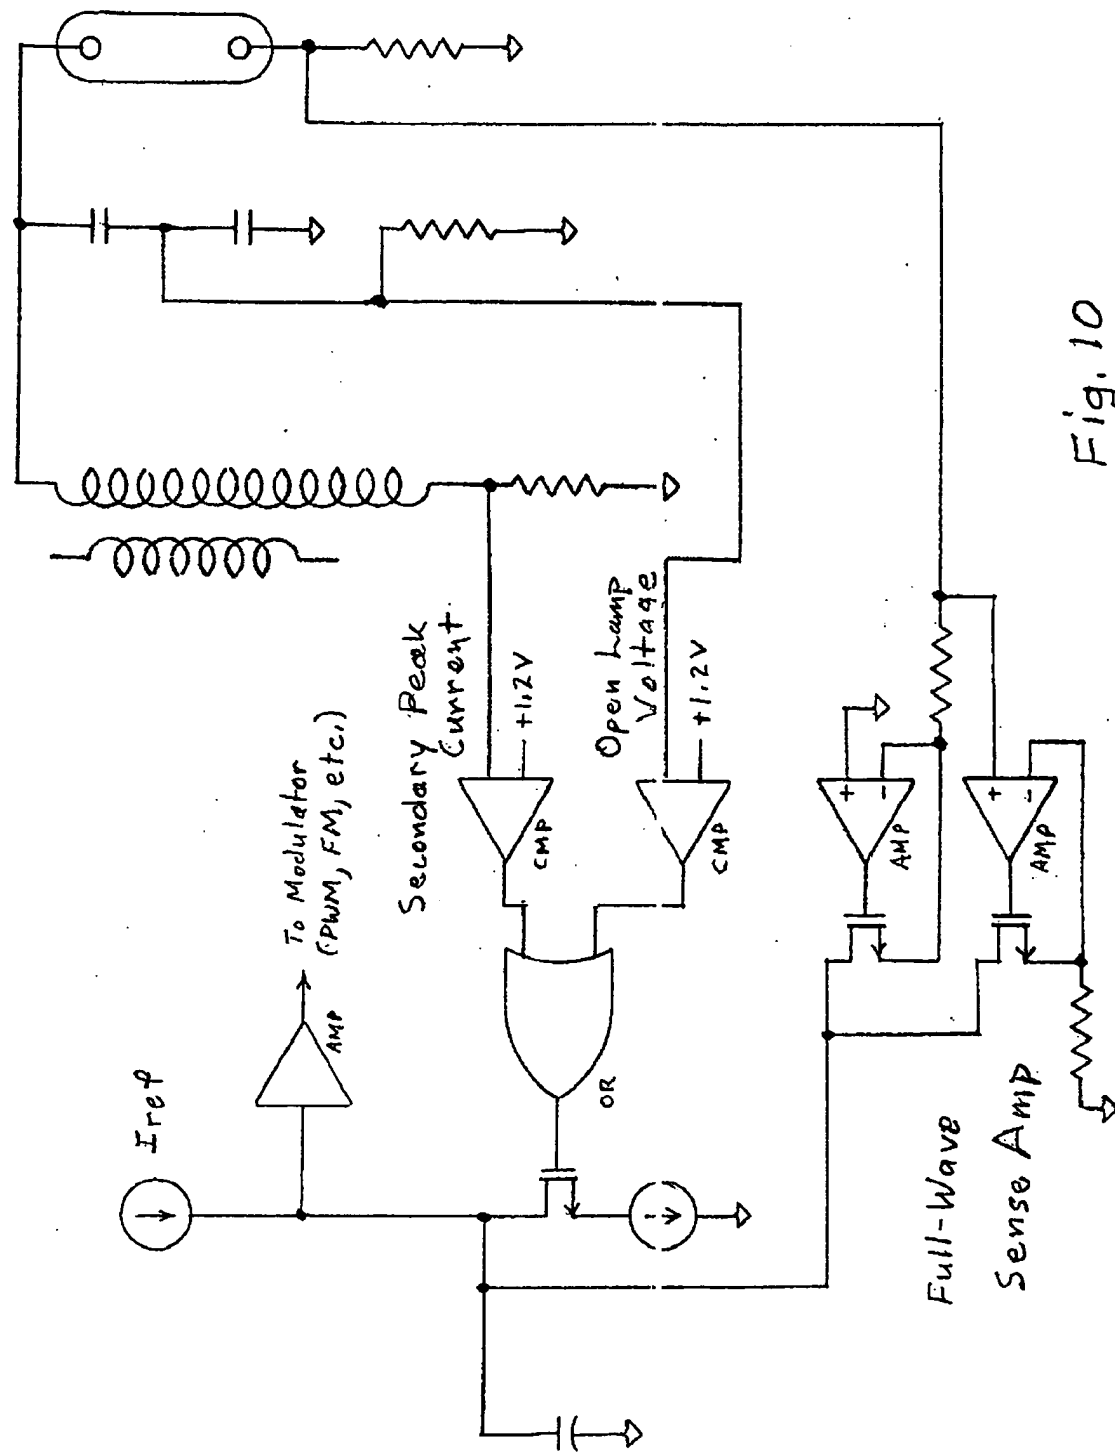 Iref
AMP
To Modulator
(PWM, FM, etc.)
Secondary Peak
Current
+1.2V
CMP
Open Lamp
Voltage
+1.2V
CMP
OR
+
-
AMP
+
-
AMP
Full-Wave
Sense Amp
Fig. 10